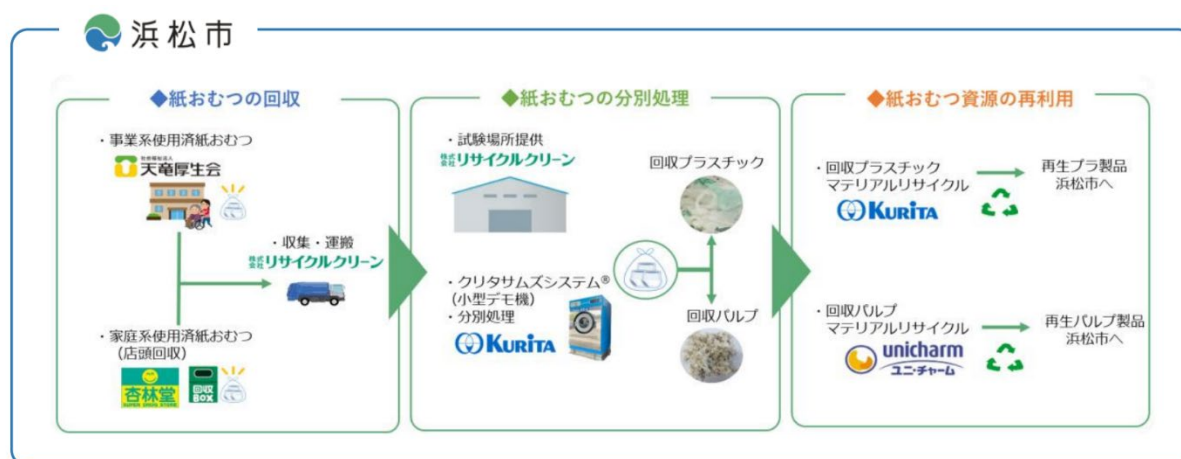 浜松市
◆紙おむつの回収
・事業系使用済紙おむつ
社会福祉法人
天竜厚生会
・収集・運搬
株式会社リサイクルクリーン
・家庭系使用済紙おむつ
(店頭回収)
杏林堂
SUPER DRUG STORE
回収
BOX
◆紙おむつの分別処理
・試験場所提供
株式会社リサイクルクリーン
回収プラスチック
・クリタサムズシステム®
(小型デモ機)
・分別処理
KURITA
回収パルプ
◆紙おむつ資源の再利用
・回収プラスチック
マテリアルリサイクル
KURITA
再生プラ製品
浜松市へ
・回収パルプ
マテリアルリサイクル
unicharm
ユニ・チャーム
再生パルプ製品
浜松市へ